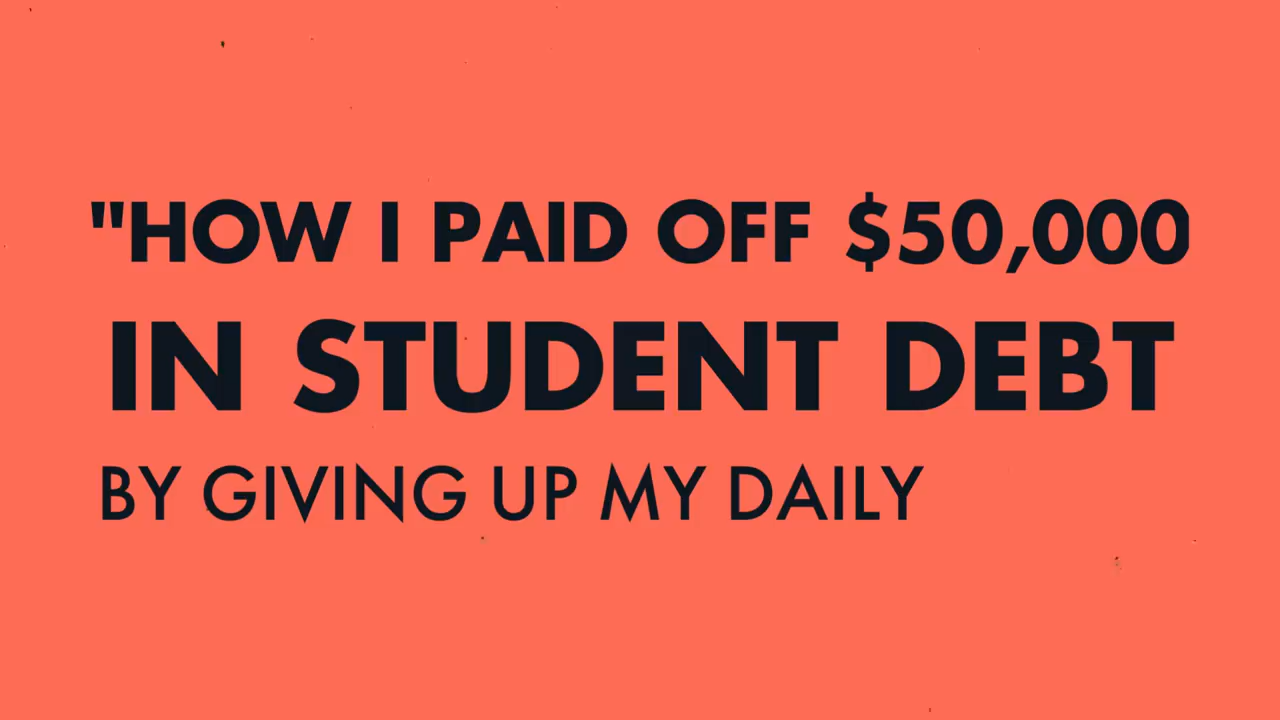 "HOW I PAID OFF $50,000
IN STUDENT DEBT
BY GIVING UP MY DAILY